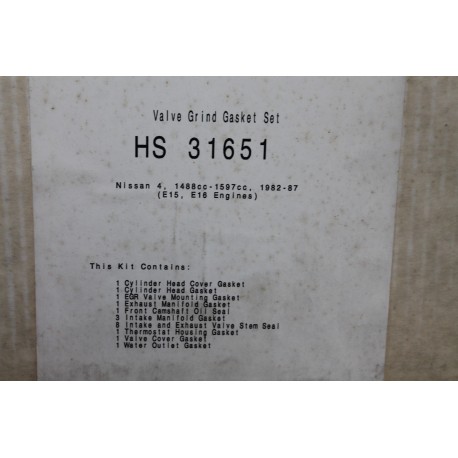 Valve Grind Gasket Set
HS 31651
Nissan 4, 1488cc-1597cc, 1982-87
(E15, E16 Engines)
This Kit Contains:
1 Cylinder Head Cover Gasket
1 Cylinder Head Gasket
1 EGR Valve Mounting Gasket
1 Exhaust Manifold Gasket
1 Front Camshaft Oil Seal
3 Intake Manifold Gasket
8 Intake and Exhaust Valve Stem Seal
1 Thermostat Housing Gasket
1 Valve Cover Gasket
1 Water Outlet Gasket